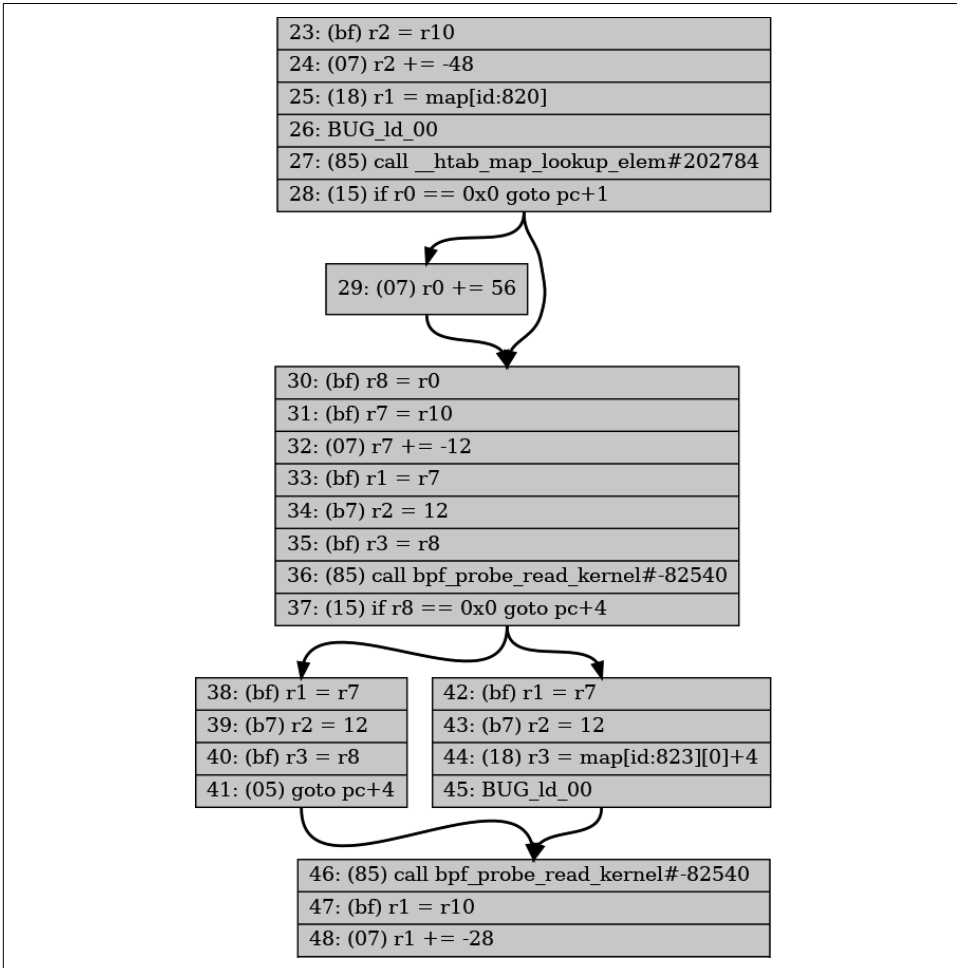 23: (bf) r2 = r10
24: (07) r2 += -48
25: (18) r1 = map[id:820]
26: BUG_ld_00
27: (85) call __htab_map_lookup_elem#202784
28: (15) if r0 == 0x0 goto pc+1
29: (07) r0 += 56
30: (bf) r8 = r0
31: (bf) r7 = r10
32: (07) r7 += -12
33: (bf) r1 = r7
34: (b7) r2 = 12
35: (bf) r3 = r8
36: (85) call bpf_probe_read_kernel#-82540
37: (15) if r8 == 0x0 goto pc+4
38: (bf) r1 = r7
39: (b7) r2 = 12
40: (bf) r3 = r8
41: (05) goto pc+4
42: (bf) r1 = r7
43: (b7) r2 = 12
44: (18) r3 = map[id:823][0]+4
45: BUG_ld_00
46: (85) call bpf_probe_read_kernel#-82540
47: (bf) r1 = r10
48: (07) r1 += -28